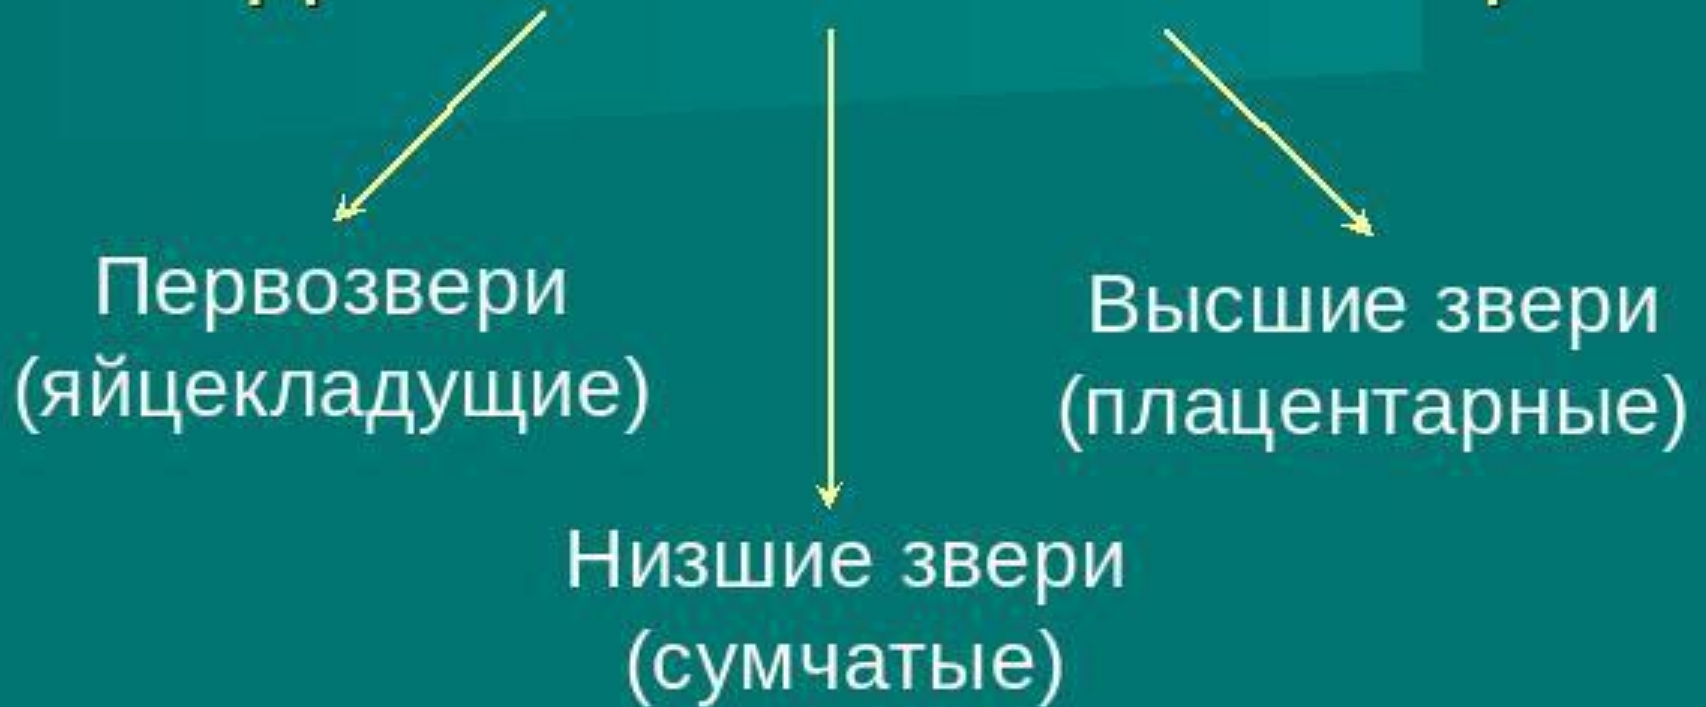 Первозвери
(яйцекладущие)
Высшие звери
(плацентарные)
Низшие звери
(сумчатые)